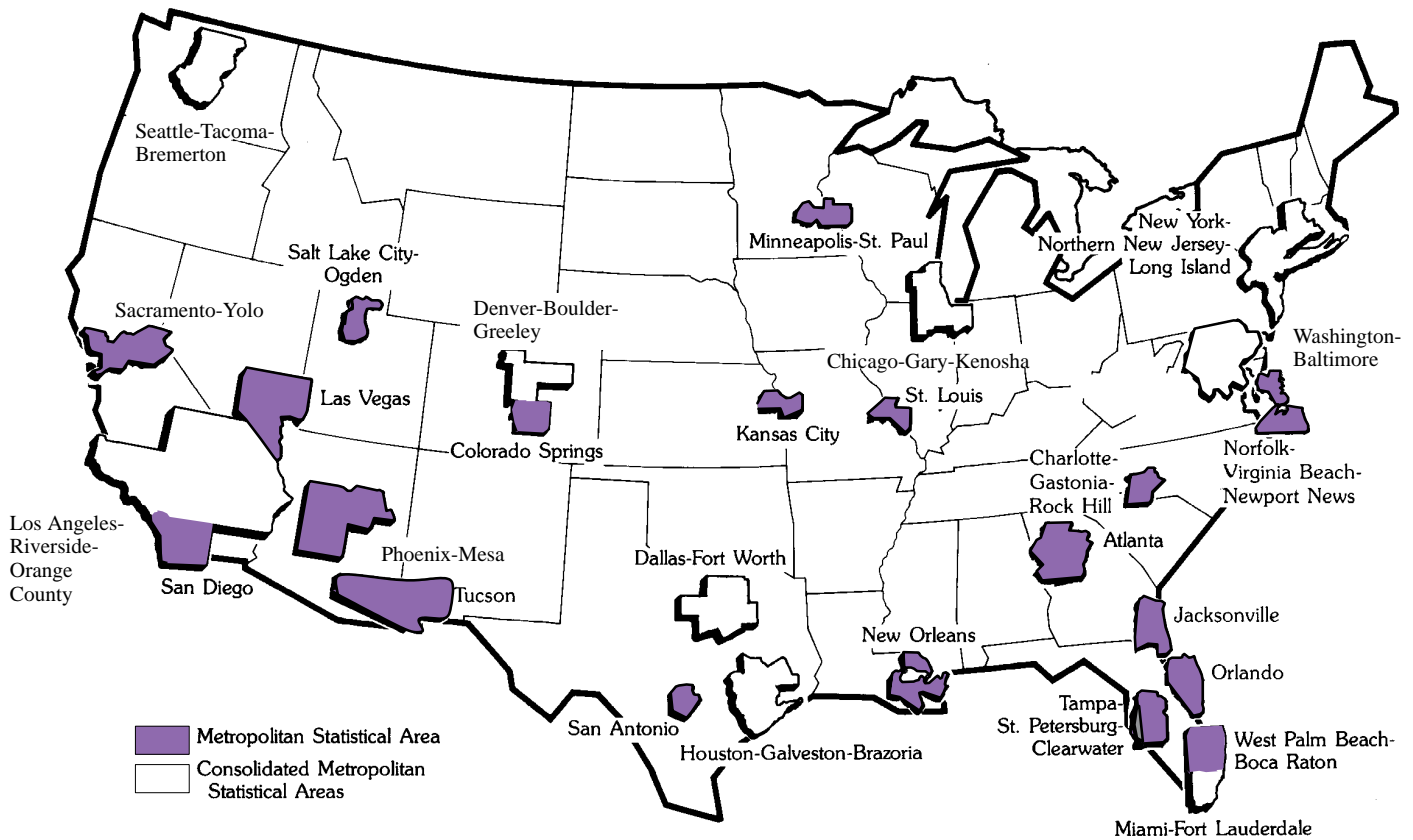 Seattle-Tacoma-
Bremerton
Minneapolis-St. Paul
New York-
Northern New Jersey-
Long Island
Salt Lake City-
Ogden
Sacramento-Yolo
Denver-Boulder-
Greeley
Washington-
Baltimore
Chicago-Gary-Kenosha
Las Vegas
St. Louis
Kansas City
Colorado Springs
Norfolk-
Virginia Beach-
Newport News
Charlotte-
Gastonia-
Rock Hill
Los Angeles-
Riverside-
Orange
County
Atlanta
Phoenix-Mesa
Dallas-Fort Worth
San Diego
Tucson
Jacksonville
New Orleans
Orlando
Tampa-
St. Petersburg-
Clearwater
San Antonio
Houston-Galveston-Brazoria
West Palm Beach-
Boca Raton
Metropolitan Statistical Area
Consolidated Metropolitan
Statistical Areas
Miami-Fort Lauderdale